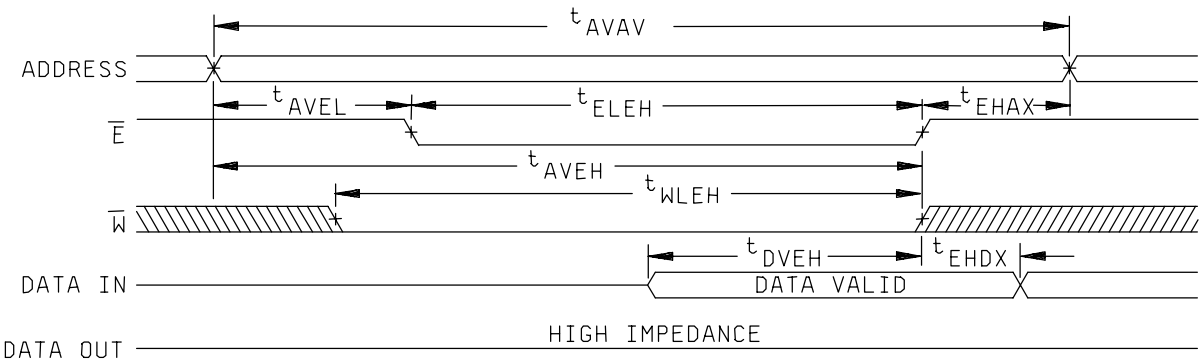 tAVAV
ADDRESS
tAVEL tELEH tEHAX
E̅
tAVEH
tWLEH
W̅
tDVEH tEHDX
DATA IN DATA VALID
HIGH IMPEDANCE
DATA OUT